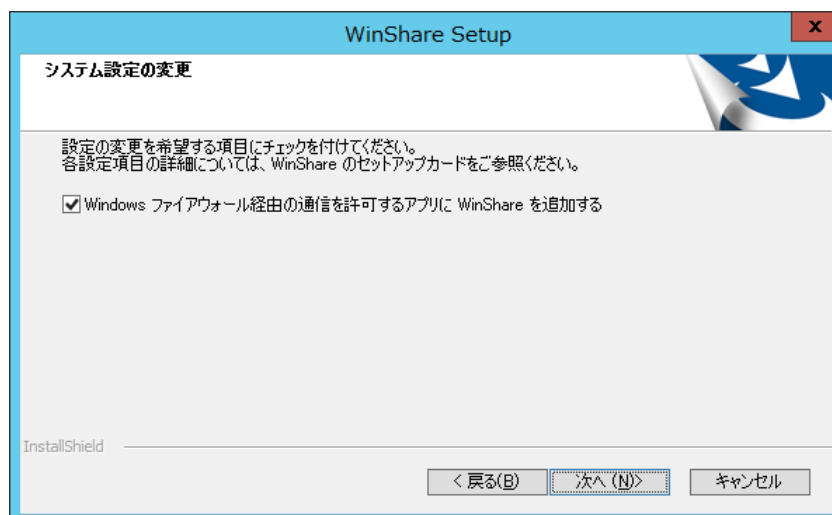 WinShare Setup
x
システム設定の変更
設定の変更を希望する項目にチェックを付けてください。
各設定項目の詳細については、WinShare のセットアップカードをご参照ください。
Windows ファイアウォール経由の通信を許可するアプリに WinShare を追加する
InstallShield
< 戻る(B)
次へ (N)>
キャンセル